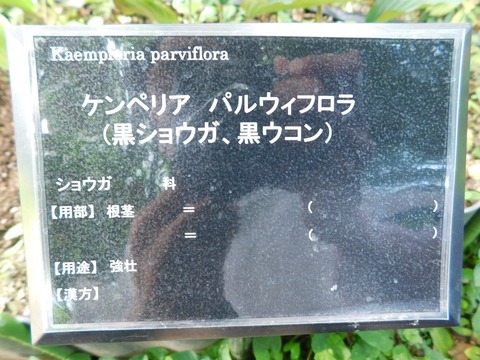 Kaempferia parviflora
ケンペリア パルウィフロラ
(黒ショウガ、黒ウコン)
ショウガ 科
【用部】 根茎 = ( )
= ( )
【用途】 強壮
【漢方】